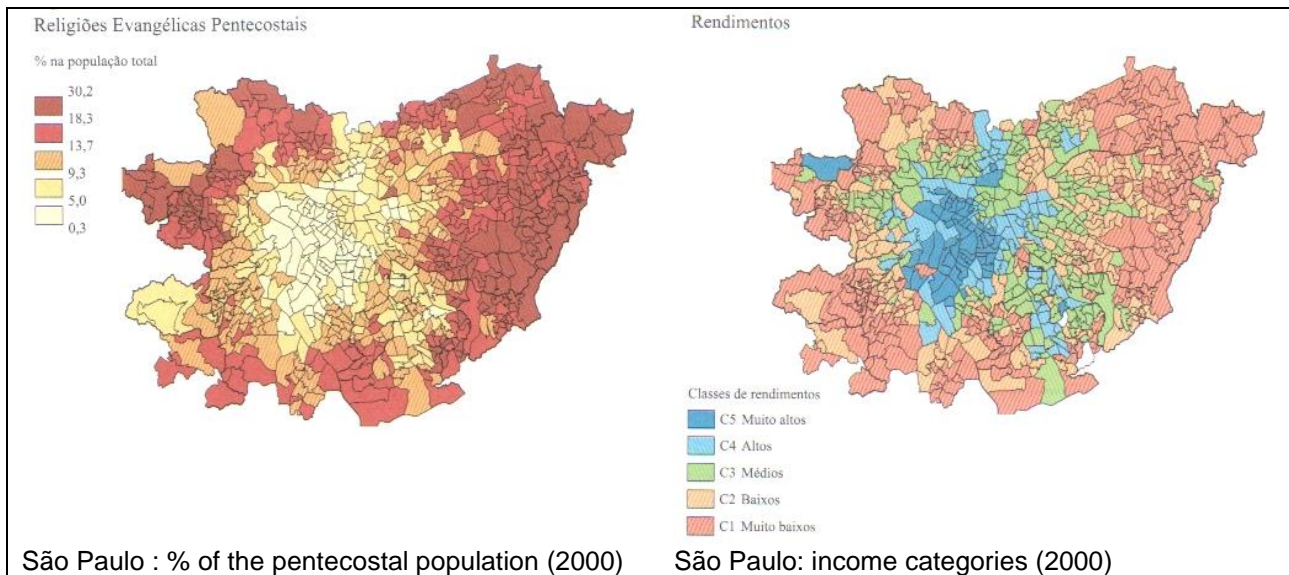 Religiões Evangélicas Pentecostais
% na população total
30,2
18,3
13,7
9,3
5,0
0,3
Rendimentos
Classes de rendimentos
C5 Muito altos
C4 Altos
C3 Médios
C2 Baixos
C1 Muito baixos
São Paulo : % of the pentecostal population (2000)
São Paulo: income categories (2000)